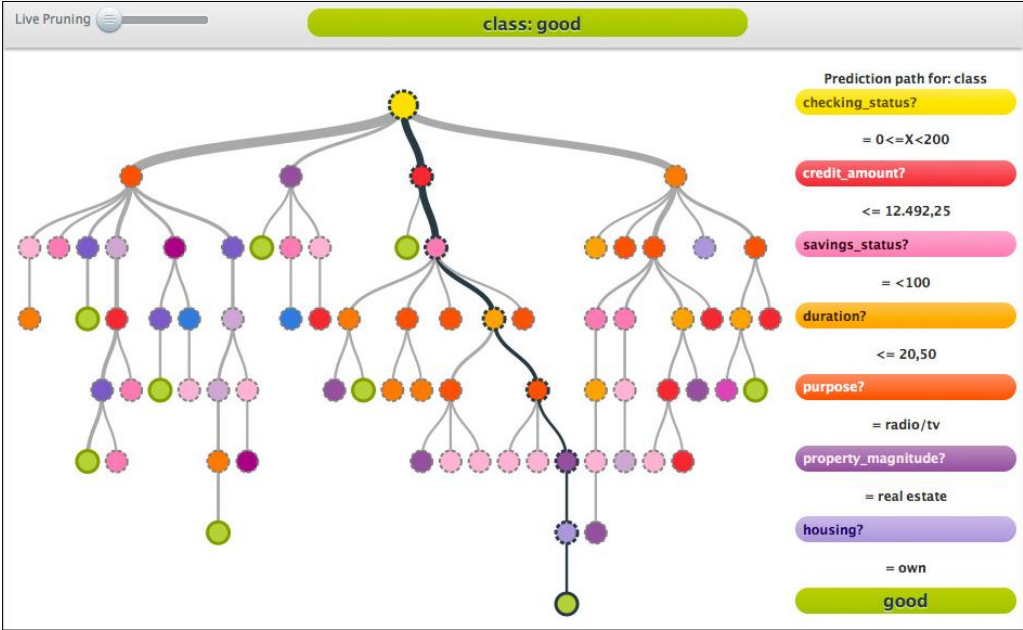 Live Pruning
class: good
Prediction path for: class
checking_status?
= 0<=X<200
credit_amount?
<= 12.492,25
savings_status?
= <100
duration?
<= 20,50
purpose?
= radio/tv
property_magnitude?
= real estate
housing?
= own
good